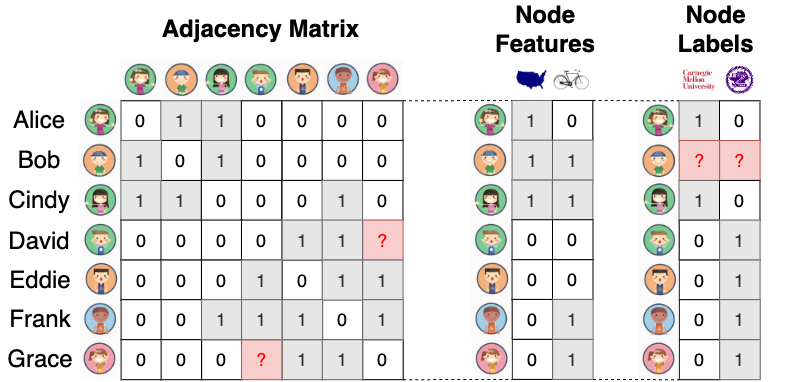 Adjacency Matrix
Node Features
Node Labels
Carnegie Mellon University
Alice 0 1 1 0 0 0 0 1 0 1 0
Bob 1 0 1 0 0 0 0 1 1 ? ?
Cindy 1 1 0 0 0 1 0 1 1 1 0
David 0 0 0 0 1 1 ? 0 0 0 1
Eddie 0 0 0 1 0 1 1 0 0 0 1
Frank 0 0 1 1 1 0 1 0 1 0 1
Grace 0 0 0 ? 1 1 0 0 1 0 1